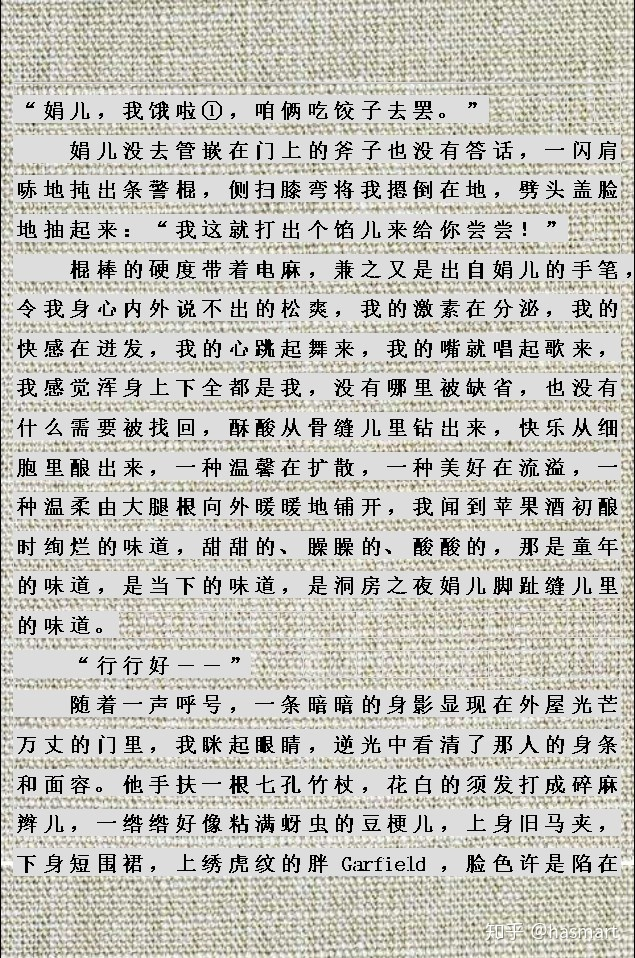 “娟儿，我饿啦①，咱俩吃饺子去罢。”
娟儿没去管嵌在门上的斧子也没有答话，一闪肩
哧地扽出条警棍，侧扫膝弯将我摁倒在地，劈头盖脸
地抽起来：“我这就打出个馅儿来给你尝尝！”
棍棒的硬度带着电麻，兼之又是出自娟儿的手笔，
令我身心内外说不出的松爽，我的激素在分泌，我的
快感在迸发，我的心跳起舞来，我的嘴就唱起歌来，
我感觉浑身上下全都是我，没有哪里被缺省，也没有
什么需要被找回，酥酸从骨缝儿里钻出来，快乐从细
胞里酿出来，一种温馨在扩散，一种美好在流溢，一
种温柔由大腿根向外暖暖地铺开，我闻到苹果酒初酿
时绚烂的味道，甜甜的、臊臊的、酸酸的，那是童年
的味道，是当下的味道，是洞房之夜娟儿脚趾缝儿里
的味道。
“行行好——”
随着一声呼号，一条暗暗的身影显现在外屋光芒
万丈的门里，我眯起眼睛，逆光中看清了那人的身条
和面容。他手扶一根七孔竹杖，花白的须发打成碎麻
辫儿，一绺绺好像粘满蚜虫的豆梗儿，上身旧马夹，
下身短围裙，上绣虎纹的胖 Garfield ，脸色许是陷在
知乎 @hasmart